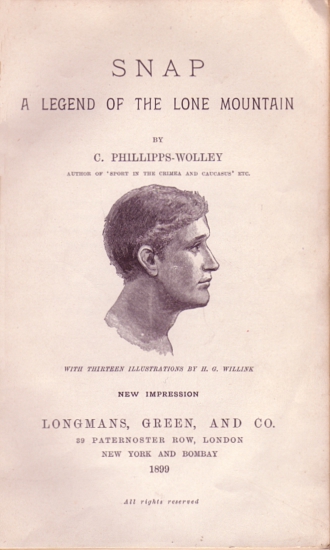 SNAP
A LEGEND OF THE LONE MOUNTAIN
BY
C. PHILLIPPS-WOLLEY
AUTHOR OF "SPORT IN THE CRIMEA AND CAUCASUS" ETC.
WITH THIRTEEN ILLUSTRATIONS BY H. G. WILLINK
NEW IMPRESSION
LONGMANS, GREEN, AND CO.
39 PATERNOSTER ROW, LONDON
NEW YORK AND BOMBAY
1899
All rights reserved